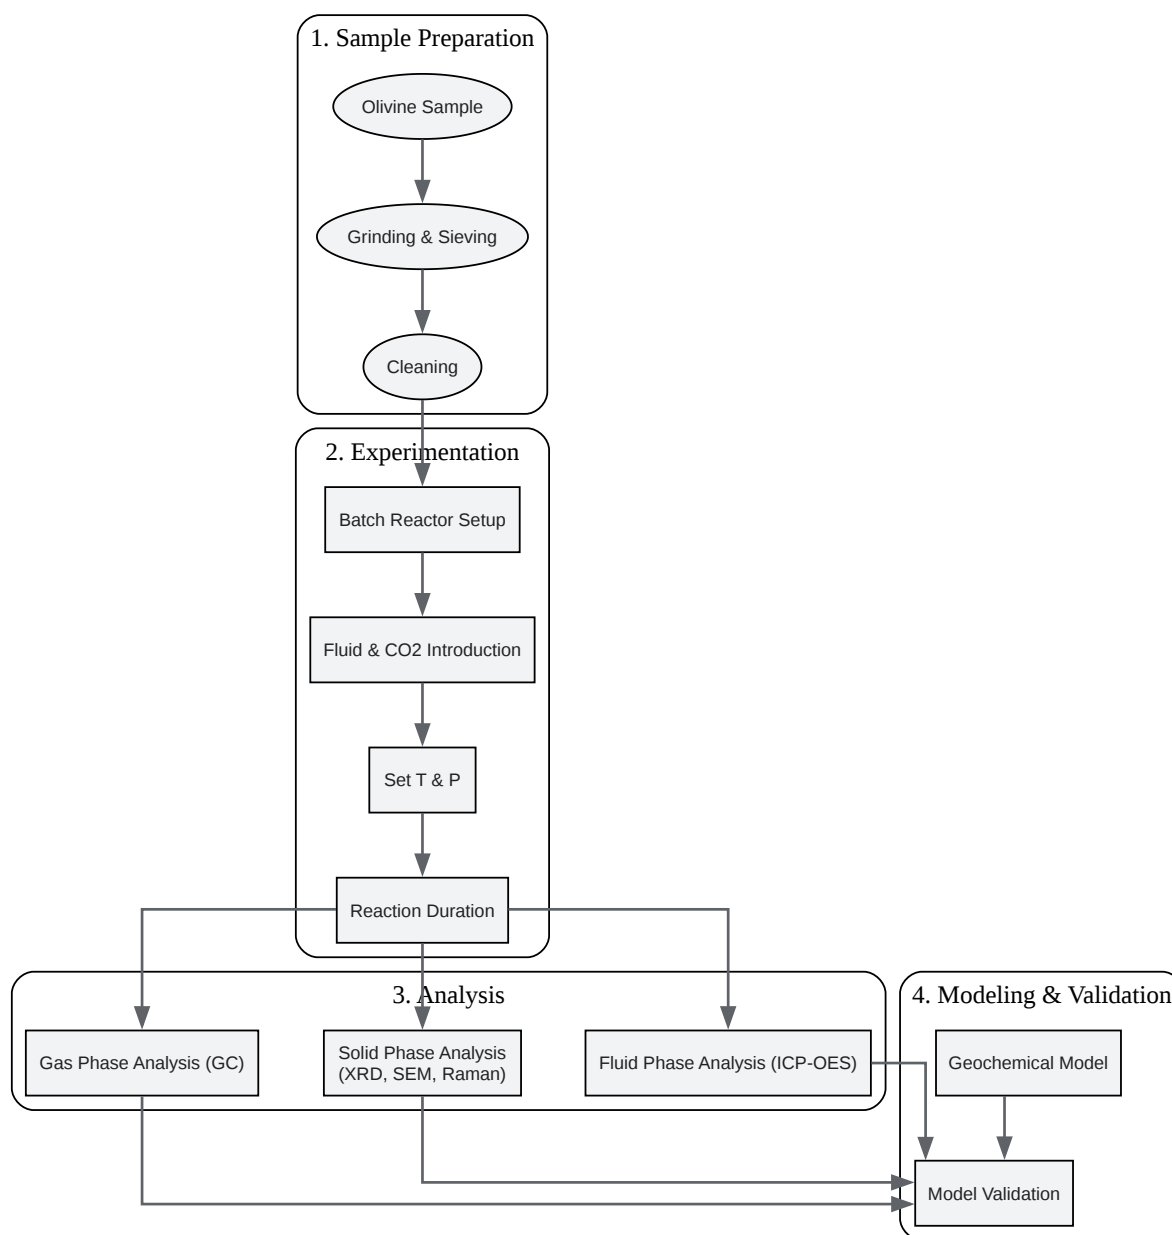 1. Sample Preparation
Olivine Sample
Grinding & Sieving
Cleaning
2. Experimentation
Batch Reactor Setup
Fluid & CO2 Introduction
Set T & P
Reaction Duration
3. Analysis
Gas Phase Analysis (GC)
Solid Phase Analysis
(XRD, SEM, Raman)
Fluid Phase Analysis (ICP-OES)
4. Modeling & Validation
Geochemical Model
Model Validation